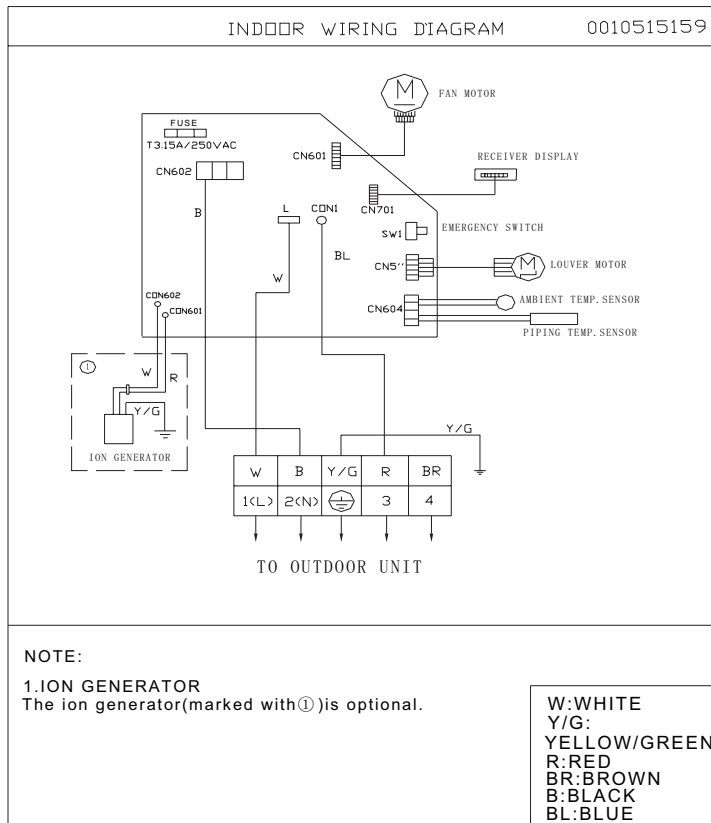 INDOOR WIRING DIAGRAM 0010515159
FAN MOTOR
FUSE
T3.15A/250VAC
CN601
RECEIVER DISPLAY
CN602
CN701
B
L
CON1
EMERGENCY SWITCH
SW1
BL
CN5''
LOUVER MOTOR
W
CON602
AMBIENT TEMP.SENSOR
CON601
CN604
PIPING TEMP.SENSOR
①
W
R
Y/G
Y/G
ION GENERATOR
W B Y/G R BR
1(L) 2(N) 3 4
TO OUTDOOR UNIT
NOTE:
1.ION GENERATOR
The ion generator(marked with①)is optional.
W:WHITE
Y/G:
YELLOW/GREEN
R:RED
BR:BROWN
B:BLACK
BL:BLUE
M
M